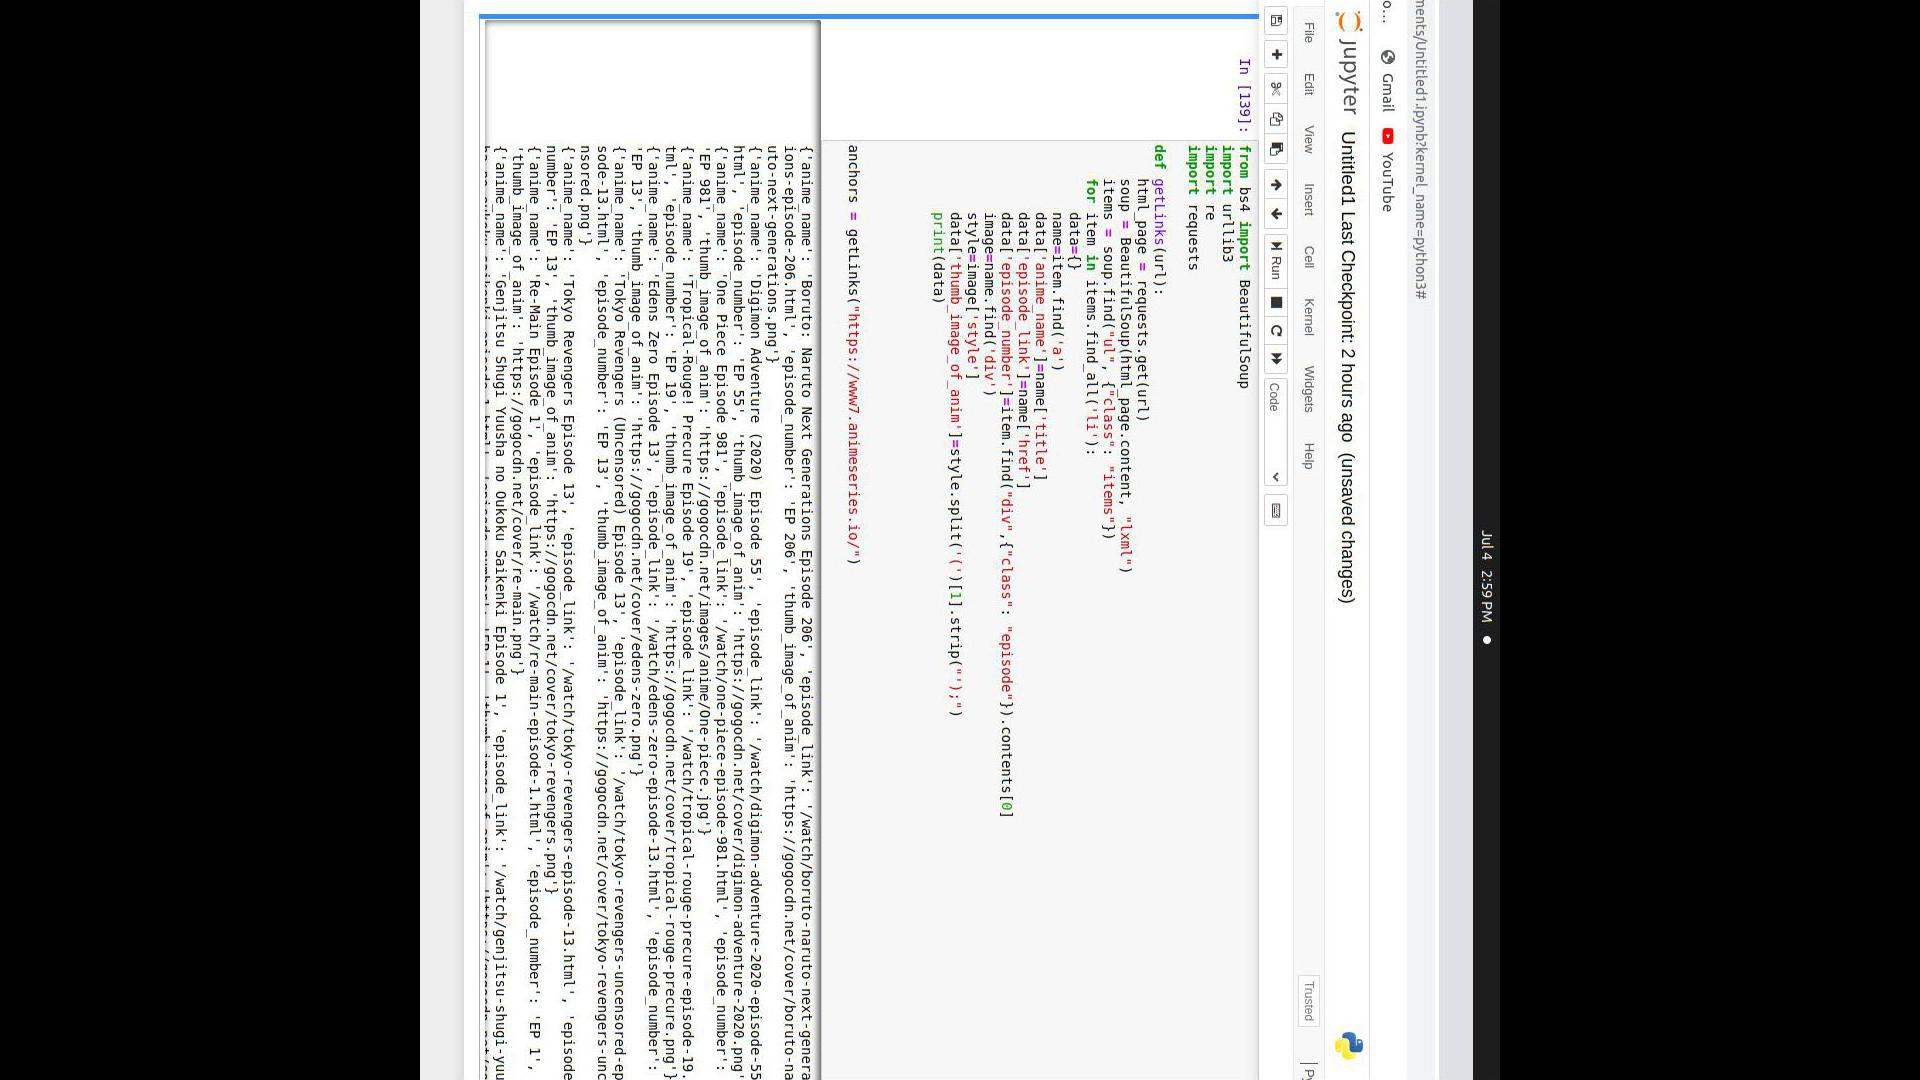 Jul 4 2:59 PM
ments/Untitled1.ipynb?kernel_name=python3#
o... Gmail YouTube
jupyter Untitled1 Last Checkpoint: 2 hours ago (unsaved changes)
File Edit View Insert Cell Kernel Widgets Help Trusted
Run Code
In [139]: from bs4 import BeautifulSoup
import urllib3
import re
import requests
def getLinks(url):
html_page = requests.get(url)
soup = BeautifulSoup(html_page.content, "lxml")
items = soup.find("ul", {"class": "items"})
for item in items.find_all('li'):
data={}
name=item.find('a')
data['anime_name']=name['title']
data['episode_link']=name['href']
data['episode_number']=item.find("div",{"class": "episode"}).contents[0]
image=name.find('div')
style=image['style']
data['thumb_image_of_anim']=style.split('(')[1].strip("');")
print(data)
anchors = getLinks("https://www7.animeseries.io/")
{'anime_name': 'Boruto: Naruto Next Generations Episode 206', 'episode_link': '/watch/boruto-naruto-next-genera
ions-episode-206.html', 'episode_number': 'EP 206', 'thumb_image_of_anim': 'https://gogocdn.net/cover/boruto-na
uto-next-generations.png'}
{'anime_name': 'Digimon Adventure (2020) Episode 55', 'episode_link': '/watch/digimon-adventure-2020-episode-55
html', 'episode_number': 'EP 55', 'thumb_image_of_anim': 'https://gogocdn.net/cover/digimon-adventure-2020.png'
{'anime_name': 'One Piece Episode 981', 'episode_link': '/watch/one-piece-episode-981.html', 'episode_number':
'EP 981', 'thumb_image_of_anim': 'https://gogocdn.net/images/anime/One-piece.jpg'}
{'anime_name': 'Tropical-Rouge! Precure Episode 19', 'episode_link': '/watch/tropical-rouge-precure-episode-19.
tml', 'episode_number': 'EP 19', 'thumb_image_of_anim': 'https://gogocdn.net/cover/tropical-rouge-precure.png'}
{'anime_name': 'Edens Zero Episode 13', 'episode_link': '/watch/edens-zero-episode-13.html', 'episode_number':
'EP 13', 'thumb_image_of_anim': 'https://gogocdn.net/cover/edens-zero.png'}
{'anime_name': 'Tokyo Revengers (Uncensored) Episode 13', 'episode_link': '/watch/tokyo-revengers-uncensored-ep
sode-13.html', 'episode_number': 'EP 13', 'thumb_image_of_anim': 'https://gogocdn.net/cover/tokyo-revengers-unc
nsored.png'}
{'anime_name': 'Tokyo Revengers Episode 13', 'episode_link': '/watch/tokyo-revengers-episode-13.html', 'episode
number': 'EP 13', 'thumb_image_of_anim': 'https://gogocdn.net/cover/tokyo-revengers.png'}
{'anime_name': 'Re-Main Episode 1', 'episode_link': '/watch/re-main-episode-1.html', 'episode_number': 'EP 1',
'thumb_image_of_anim': 'https://gogocdn.net/cover/re-main.png'}
{'anime_name': 'Genjitsu Shugi Yuusha no Oukoku Saikenki Episode 1', 'episode_link': '/watch/genjitsu-shugi-yuu